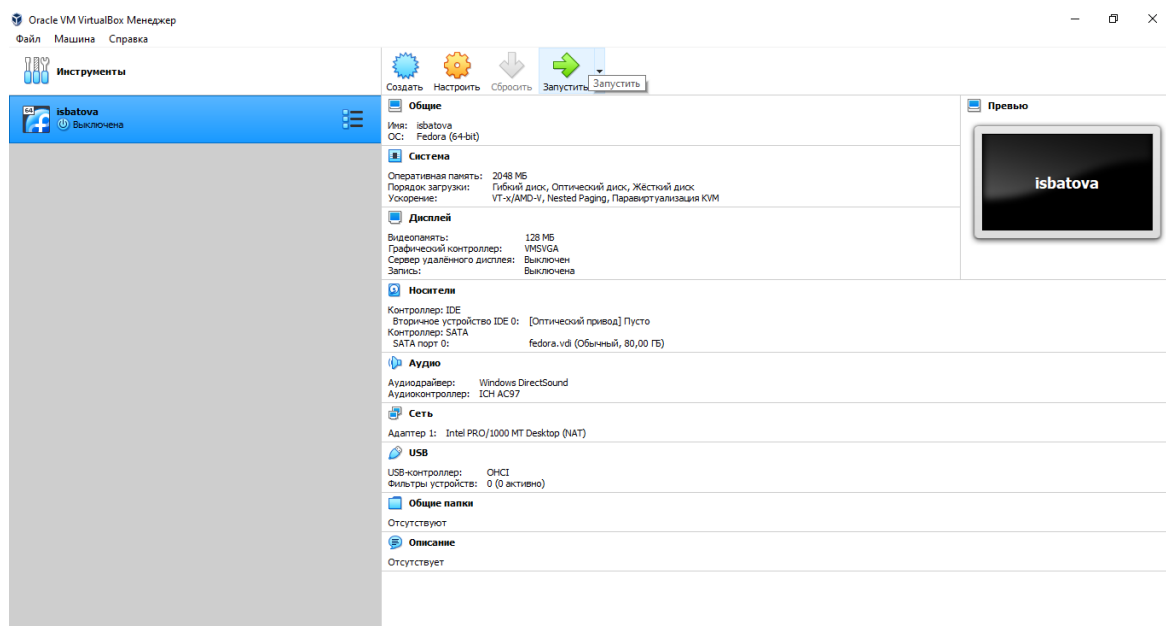 Oracle VM VirtualBox Менеджер
Файл Машина Справка
Инструменты
Создать Настроить Сбросить Запустить
Запустить
64
isbatova
Выключена
Общие
Имя: isbatova
ОС: Fedora (64-bit)
Система
Оперативная память: 2048 МБ
Порядок загрузки: Гибкий диск, Оптический диск, Жёсткий диск
Ускорение: VT-x/AMD-V, Nested Paging, Паравиртуализация KVM
Дисплей
Видеопамять: 128 МБ
Графический контроллер: VMSVGA
Сервер удалённого дисплея: Выключен
Запись: Выключена
Носители
Контроллер: IDE
Вторичное устройство IDE 0: [Оптический привод] Пусто
Контроллер: SATA
SATA порт 0: fedora.vdi (Обычный, 80,00 ГБ)
Аудио
Аудиодрайвер: Windows DirectSound
Аудиоконтроллер: ICH AC97
Сеть
Адаптер 1: Intel PRO/1000 MT Desktop (NAT)
USB
USB-контроллер: OHCI
Фильтры устройств: 0 (0 активно)
Общие папки
Отсутствуют
Описание
Отсутствует
Превью
isbatova